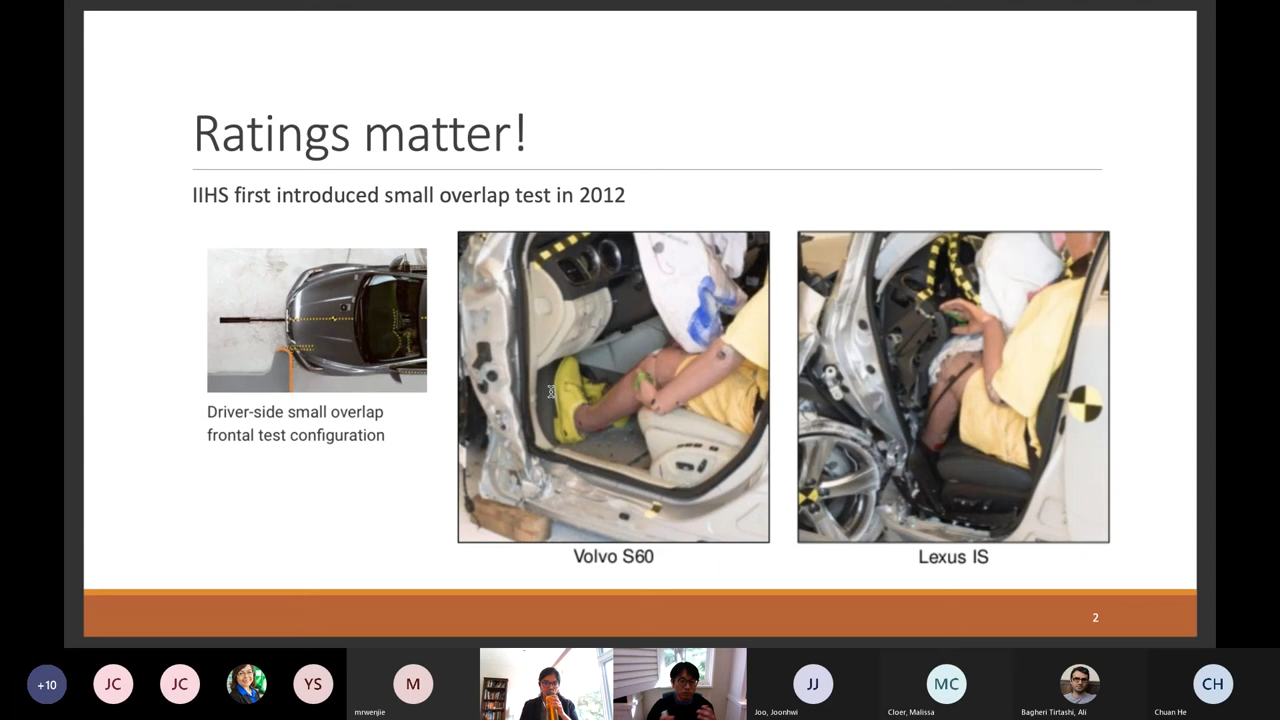 Ratings matter!
IIHS first introduced small overlap test in 2012
Driver-side small overlap
frontal test configuration
Volvo S60
Lexus IS
2
+10
JC
JC
YS
M
JJ
MC
CH
mrwenjie
Joo, Joonhwi
Cloer, Malissa
Bagheri Tirtashi, Ali
Chuan He